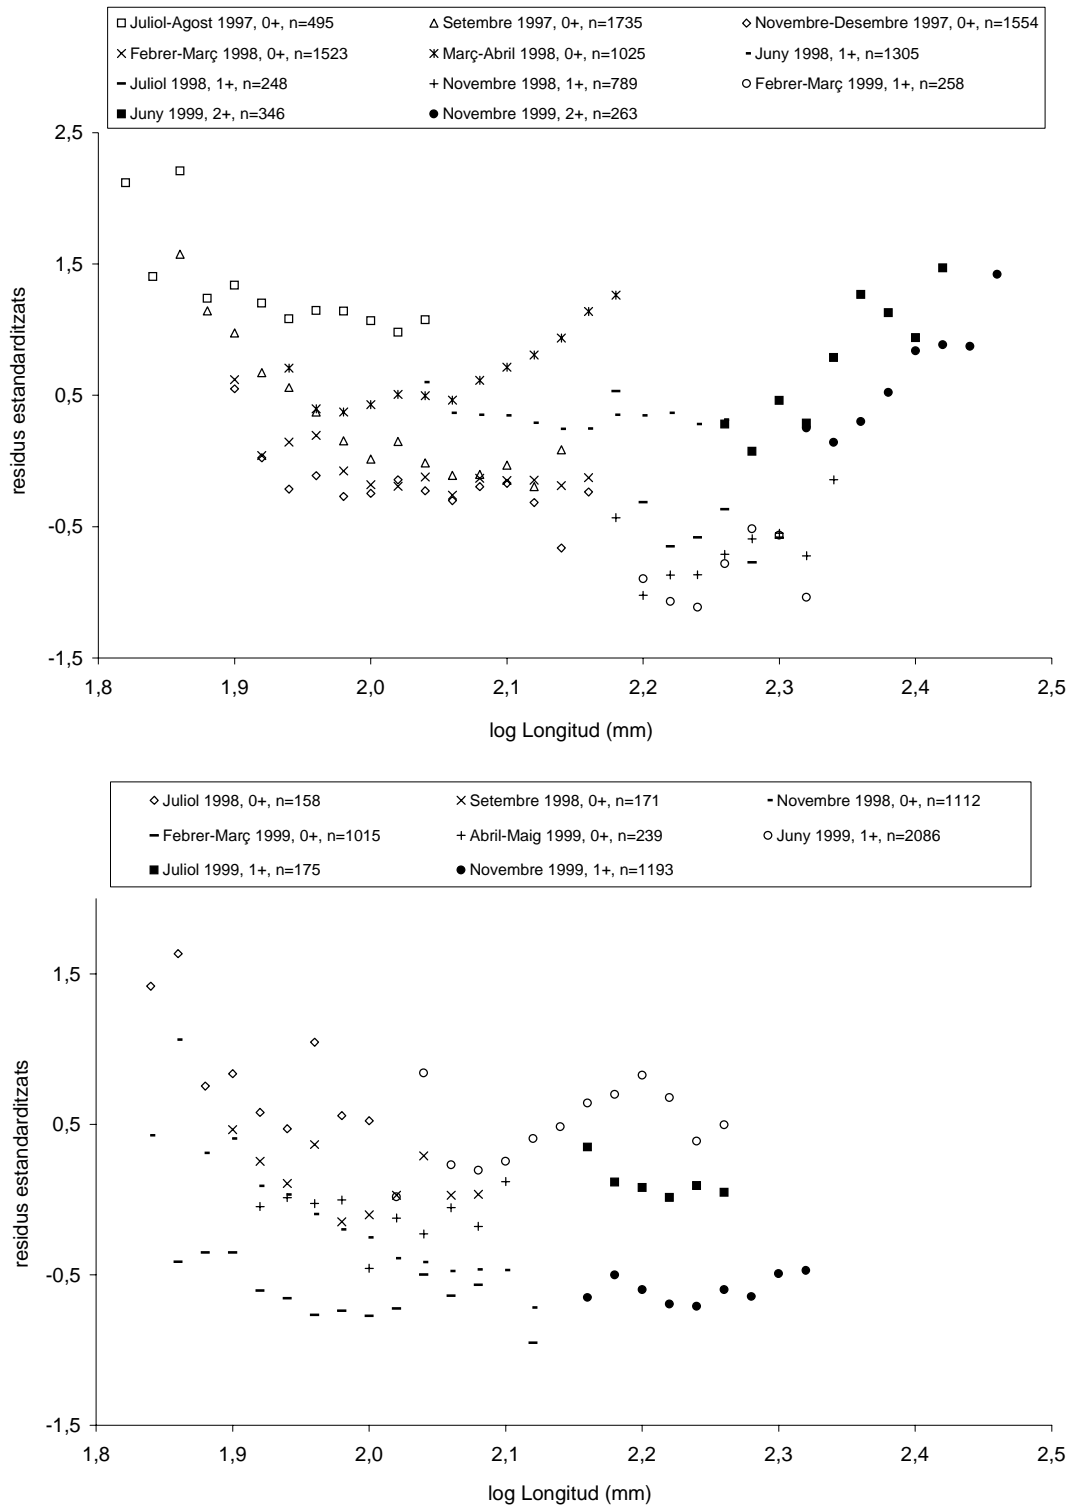 Juliol-Agost 1997, 0+, n=495 Setembre 1997, 0+, n=1735 Novembre-Desembre 1997, 0+, n=1554
Febrer-Març 1998, 0+, n=1523 Març-Abril 1998, 0+, n=1025 Juny 1998, 1+, n=1305
Juliol 1998, 1+, n=248 Novembre 1998, 1+, n=789 Febrer-Març 1999, 1+, n=258
Juny 1999, 2+, n=346 Novembre 1999, 2+, n=263
2,5
1,5
0,5
-0,5
-1,5
residus estandarditzats
1,8 1,9 2,0 2,1 2,2 2,3 2,4 2,5
log Longitud (mm)
Juliol 1998, 0+, n=158 Setembre 1998, 0+, n=171 Novembre 1998, 0+, n=1112
Febrer-Març 1999, 0+, n=1015 Abril-Maig 1999, 0+, n=239 Juny 1999, 1+, n=2086
Juliol 1999, 1+, n=175 Novembre 1999, 1+, n=1193
1,5
0,5
-0,5
-1,5
residus estandarditzats
1,8 1,9 2,0 2,1 2,2 2,3 2,4 2,5
log Longitud (mm)